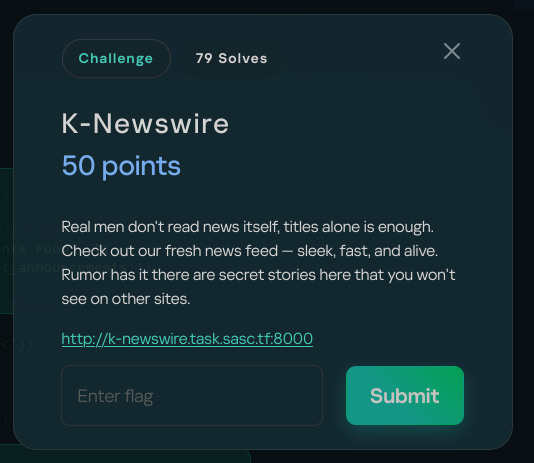 Challenge
79 Solves
K-Newswire
50 points
Real men don't read news itself, titles alone is enough.
Check out our fresh news feed — sleek, fast, and alive.
Rumor has it there are secret stories here that you won't
see on other sites.
http://k-newswire.task.sasc.tf:8000
Enter flag
Submit